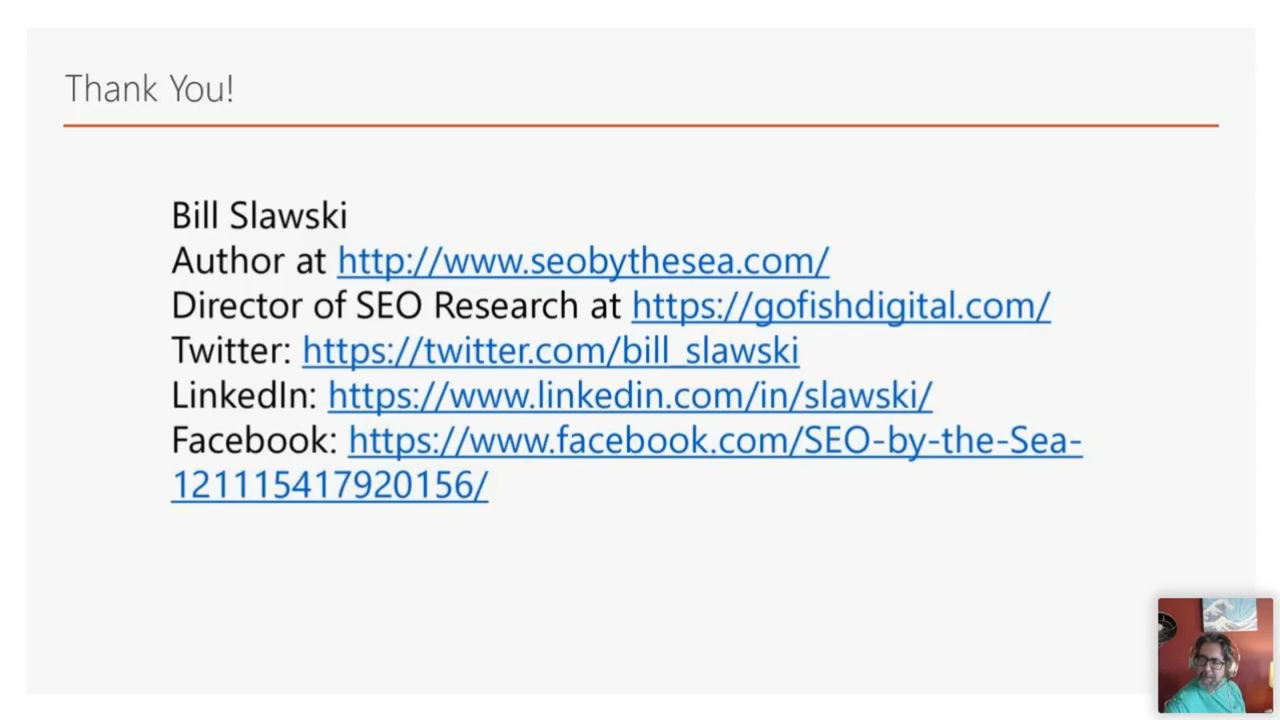 Thank You!
Bill Slawski
Author at http://www.seobythesea.com/
Director of SEO Research at https://gofishdigital.com/
Twitter: https://twitter.com/bill_slawski
LinkedIn: https://www.linkedin.com/in/slawski/
Facebook: https://www.facebook.com/SEO-by-the-Sea-
121115417920156/